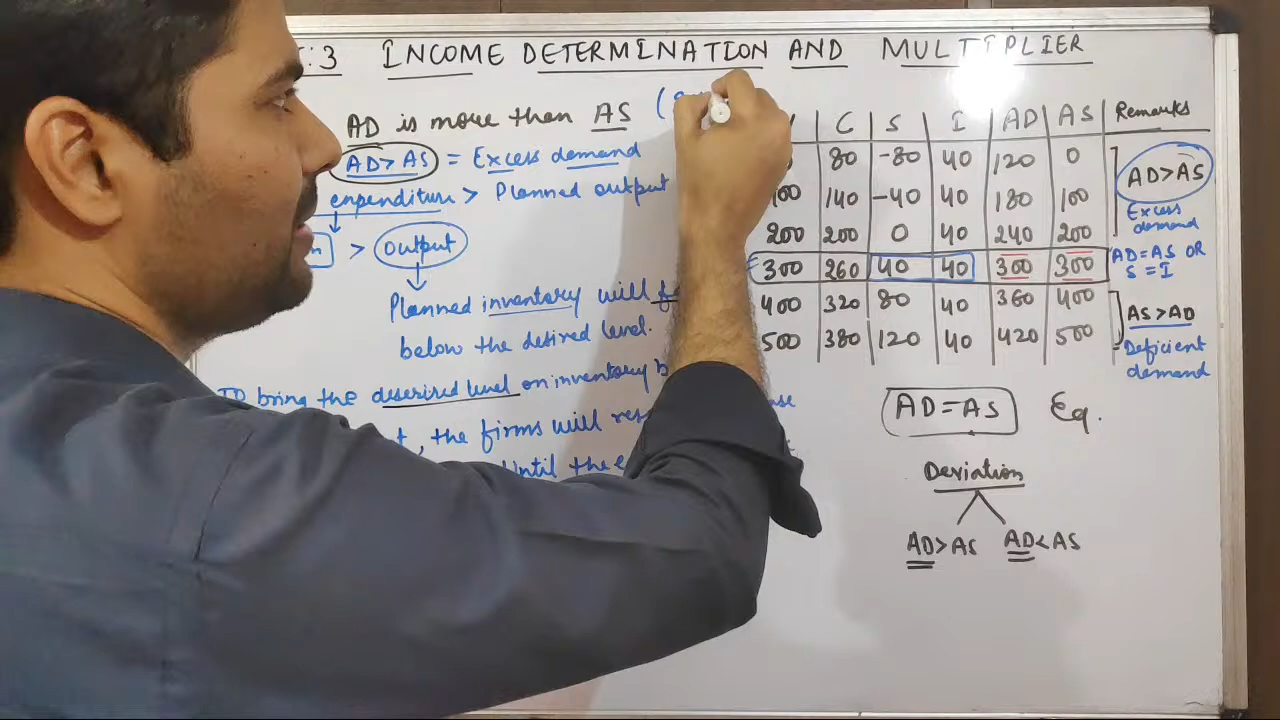 :3 INCOME DETERMINATION AND MULTIPLIER
AD is more than AS (
AD > AS = Excess demand
enpenditure > Planned output
> output
Planned inventory will
below the desired level.
TO bring the desesired level on inventory
, the firms will
Until the
C S I AD AS Remarks
80 -80 40 120 0
100 140 -40 40 180 100
200 200 0 40 240 200
300 260 40 40 300 300
400 320 80 40 360 400
500 380 120 40 420 500
AD>AS
Excess
demand
AD=AS OR
S=I
AS>AD
Deficient
demand
AD=AS Eq.
Deviation
AD>AS AD<AS